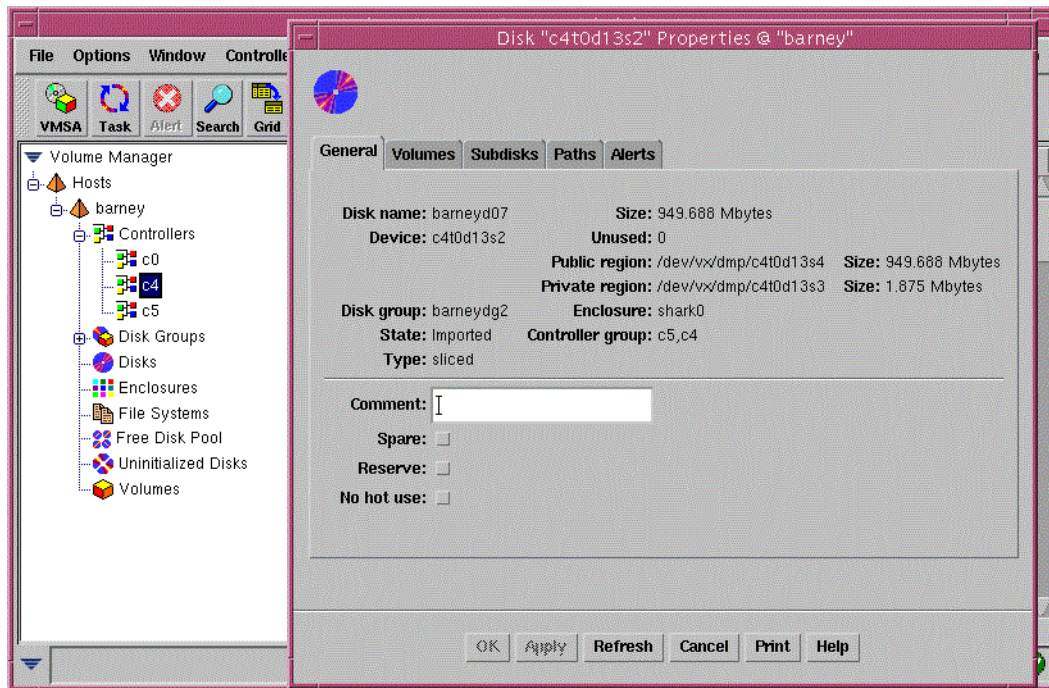 Disk "c4t0d13s2" Properties @ "barney"
File Options Window Controlle
VMSA Task Alert Search Grid
Volume Manager
Hosts
barney
Controllers
c0
c4
c5
Disk Groups
Disks
Enclosures
File Systems
Free Disk Pool
Uninitialized Disks
Volumes
General Volumes Subdisks Paths Alerts
Disk name: barneyd07 Size: 949.688 Mbytes
Device: c4t0d13s2 Unused: 0
Public region: /dev/vx/dmp/c4t0d13s4 Size: 949.688 Mbytes
Private region: /dev/vx/dmp/c4t0d13s3 Size: 1.875 Mbytes
Disk group: barneydg2 Enclosure: shark0
State: Imported Controller group: c5,c4
Type: sliced
Comment:
Spare:
Reserve:
No hot use:
OK Apply Refresh Cancel Print Help